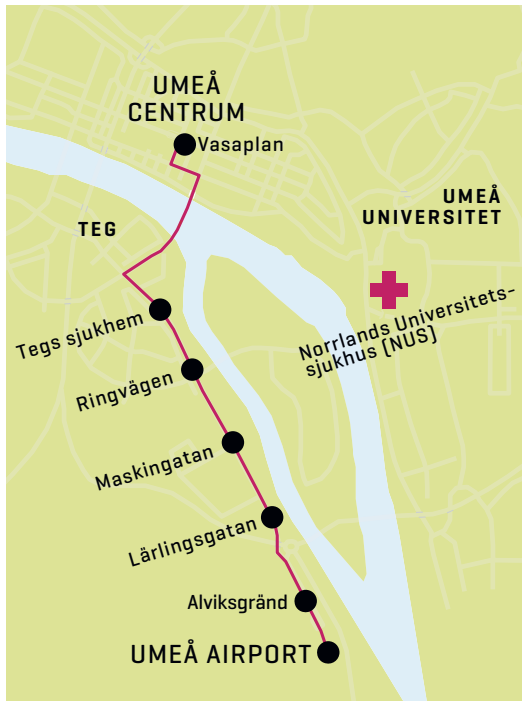 UMEÅ
CENTRUM
Vasaplan
UMEÅ
UNIVERSITET
TEG
Norrlands Universitets-
sjukhus (NUS)
Tegs sjukhem
Ringvägen
Maskingatan
Lärlingsgatan
Alviksgränd
UMEÅ AIRPORT